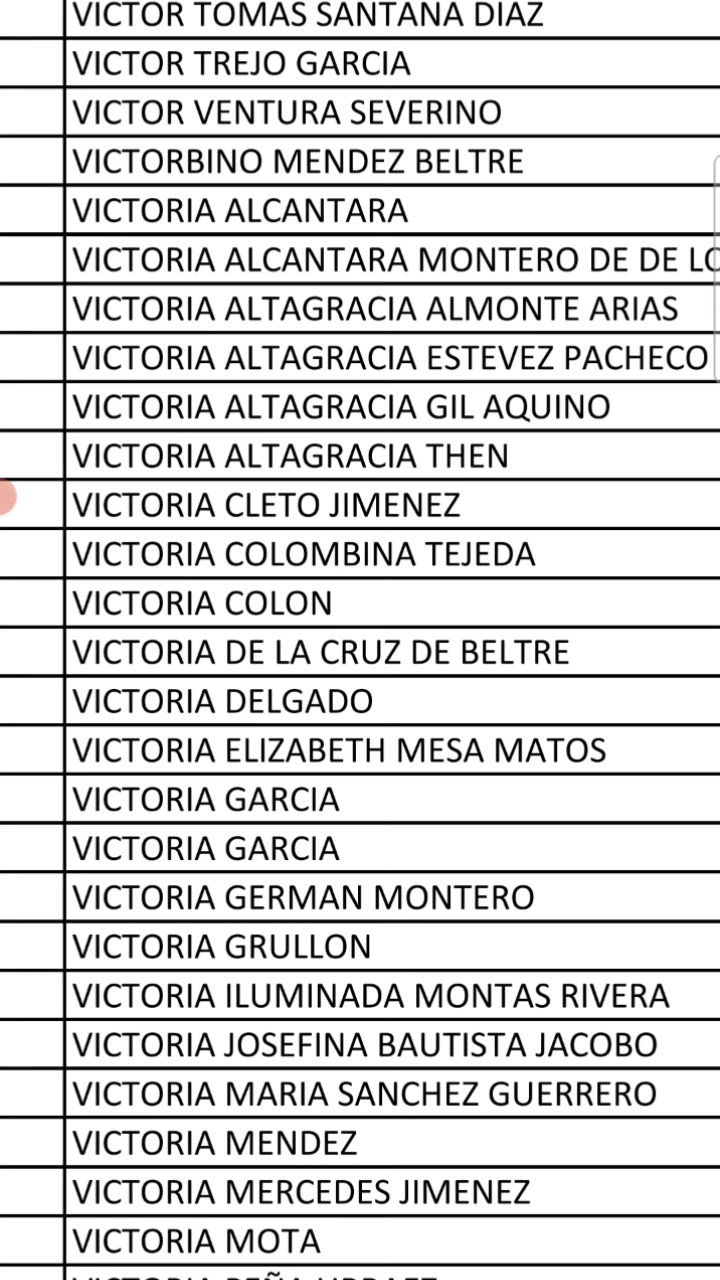 VICTOR TOMAS SANTANA DIAZ
VICTOR TREJO GARCIA
VICTOR VENTURA SEVERINO
VICTORBINO MENDEZ BELTRE
VICTORIA ALCANTARA
VICTORIA ALCANTARA MONTERO DE DE LO
VICTORIA ALTAGRACIA ALMONTE ARIAS
VICTORIA ALTAGRACIA ESTEVEZ PACHECO
VICTORIA ALTAGRACIA GIL AQUINO
VICTORIA ALTAGRACIA THEN
VICTORIA CLETO JIMENEZ
VICTORIA COLOMBINA TEJEDA
VICTORIA COLON
VICTORIA DE LA CRUZ DE BELTRE
VICTORIA DELGADO
VICTORIA ELIZABETH MESA MATOS
VICTORIA GARCIA
VICTORIA GARCIA
VICTORIA GERMAN MONTERO
VICTORIA GRULLON
VICTORIA ILUMINADA MONTAS RIVERA
VICTORIA JOSEFINA BAUTISTA JACOBO
VICTORIA MARIA SANCHEZ GUERRERO
VICTORIA MENDEZ
VICTORIA MERCEDES JIMENEZ
VICTORIA MOTA
VICTORIA PEÑA